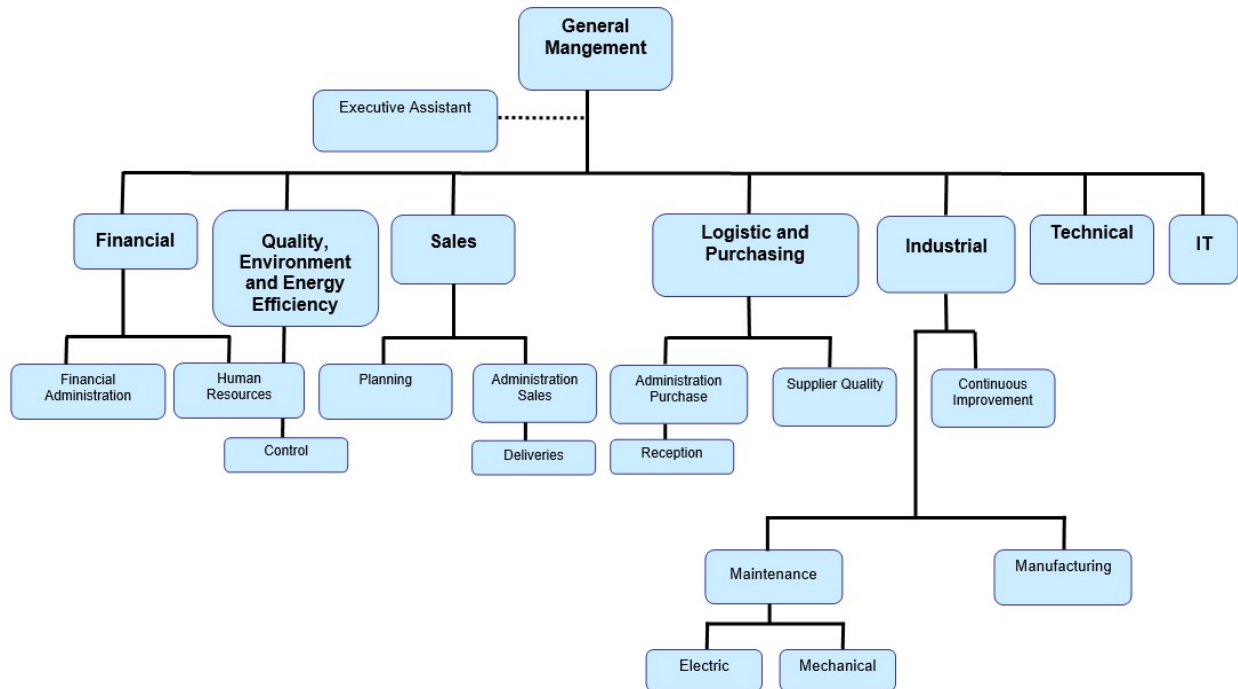 General
Mangement
Executive Assistant
Financial
Quality,
Environment
and Energy
Efficiency
Sales
Logistic and
Purchasing
Industrial
Technical
IT
Financial
Administration
Human
Resources
Planning
Administration
Sales
Administration
Purchase
Supplier Quality
Continuous
Improvement
Control
Deliveries
Reception
Maintenance
Manufacturing
Electric
Mechanical